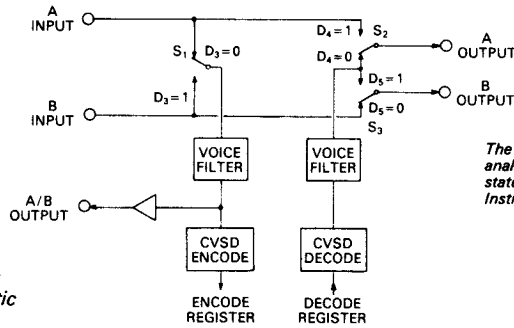 A
INPUT
S1
D3=0
D4=1
S2
D4=0
A
OUTPUT
B
INPUT
D3=1
D5=1
D5=0
S3
B
OUTPUT
VOICE
FILTER
VOICE
FILTER
The
anal
state
Inst
A/B
OUTPUT
CVSD
ENCODE
CVSD
DECODE
tic
ENCODE
REGISTER
DECODE
REGISTER